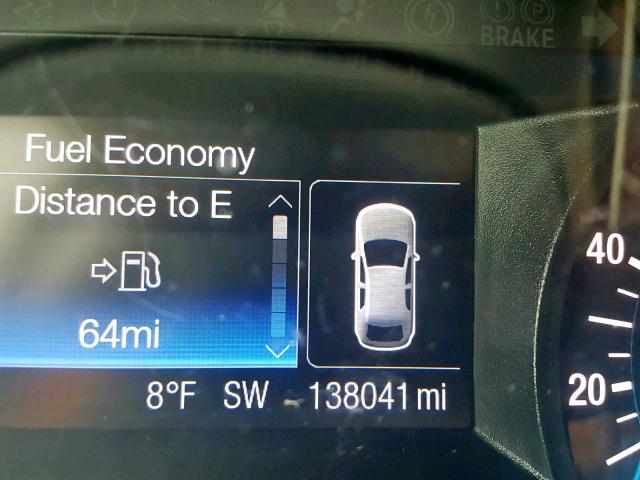 BRAKE
Fuel Economy
Distance to E
64mi
8°F SW 138041 mi
40
20